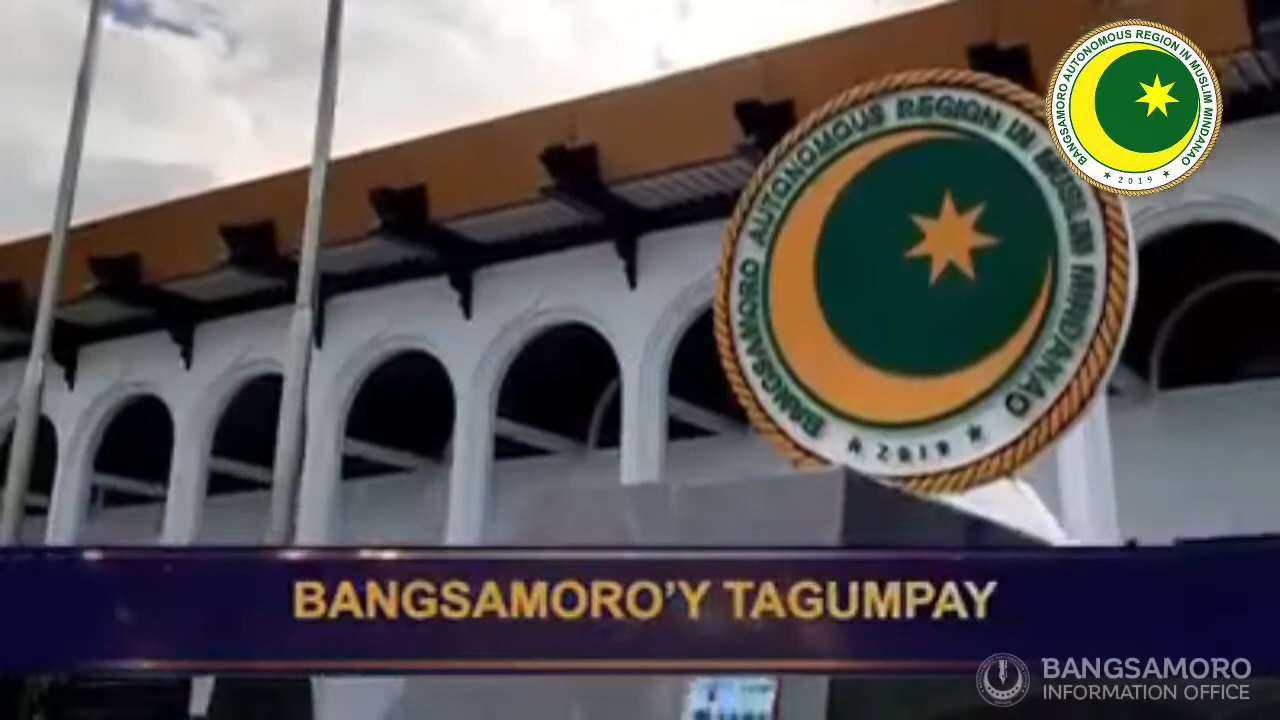 BANGSAMORO AUTONOMOUS REGION IN MUSLIM MINDANAO
2019
BANGSAMORO AUTONOMOUS REGION IN MUSLIM MINDANAO
2019
BANGSAMORO'Y TAGUMPAY
BANGSAMORO
INFORMATION OFFICE